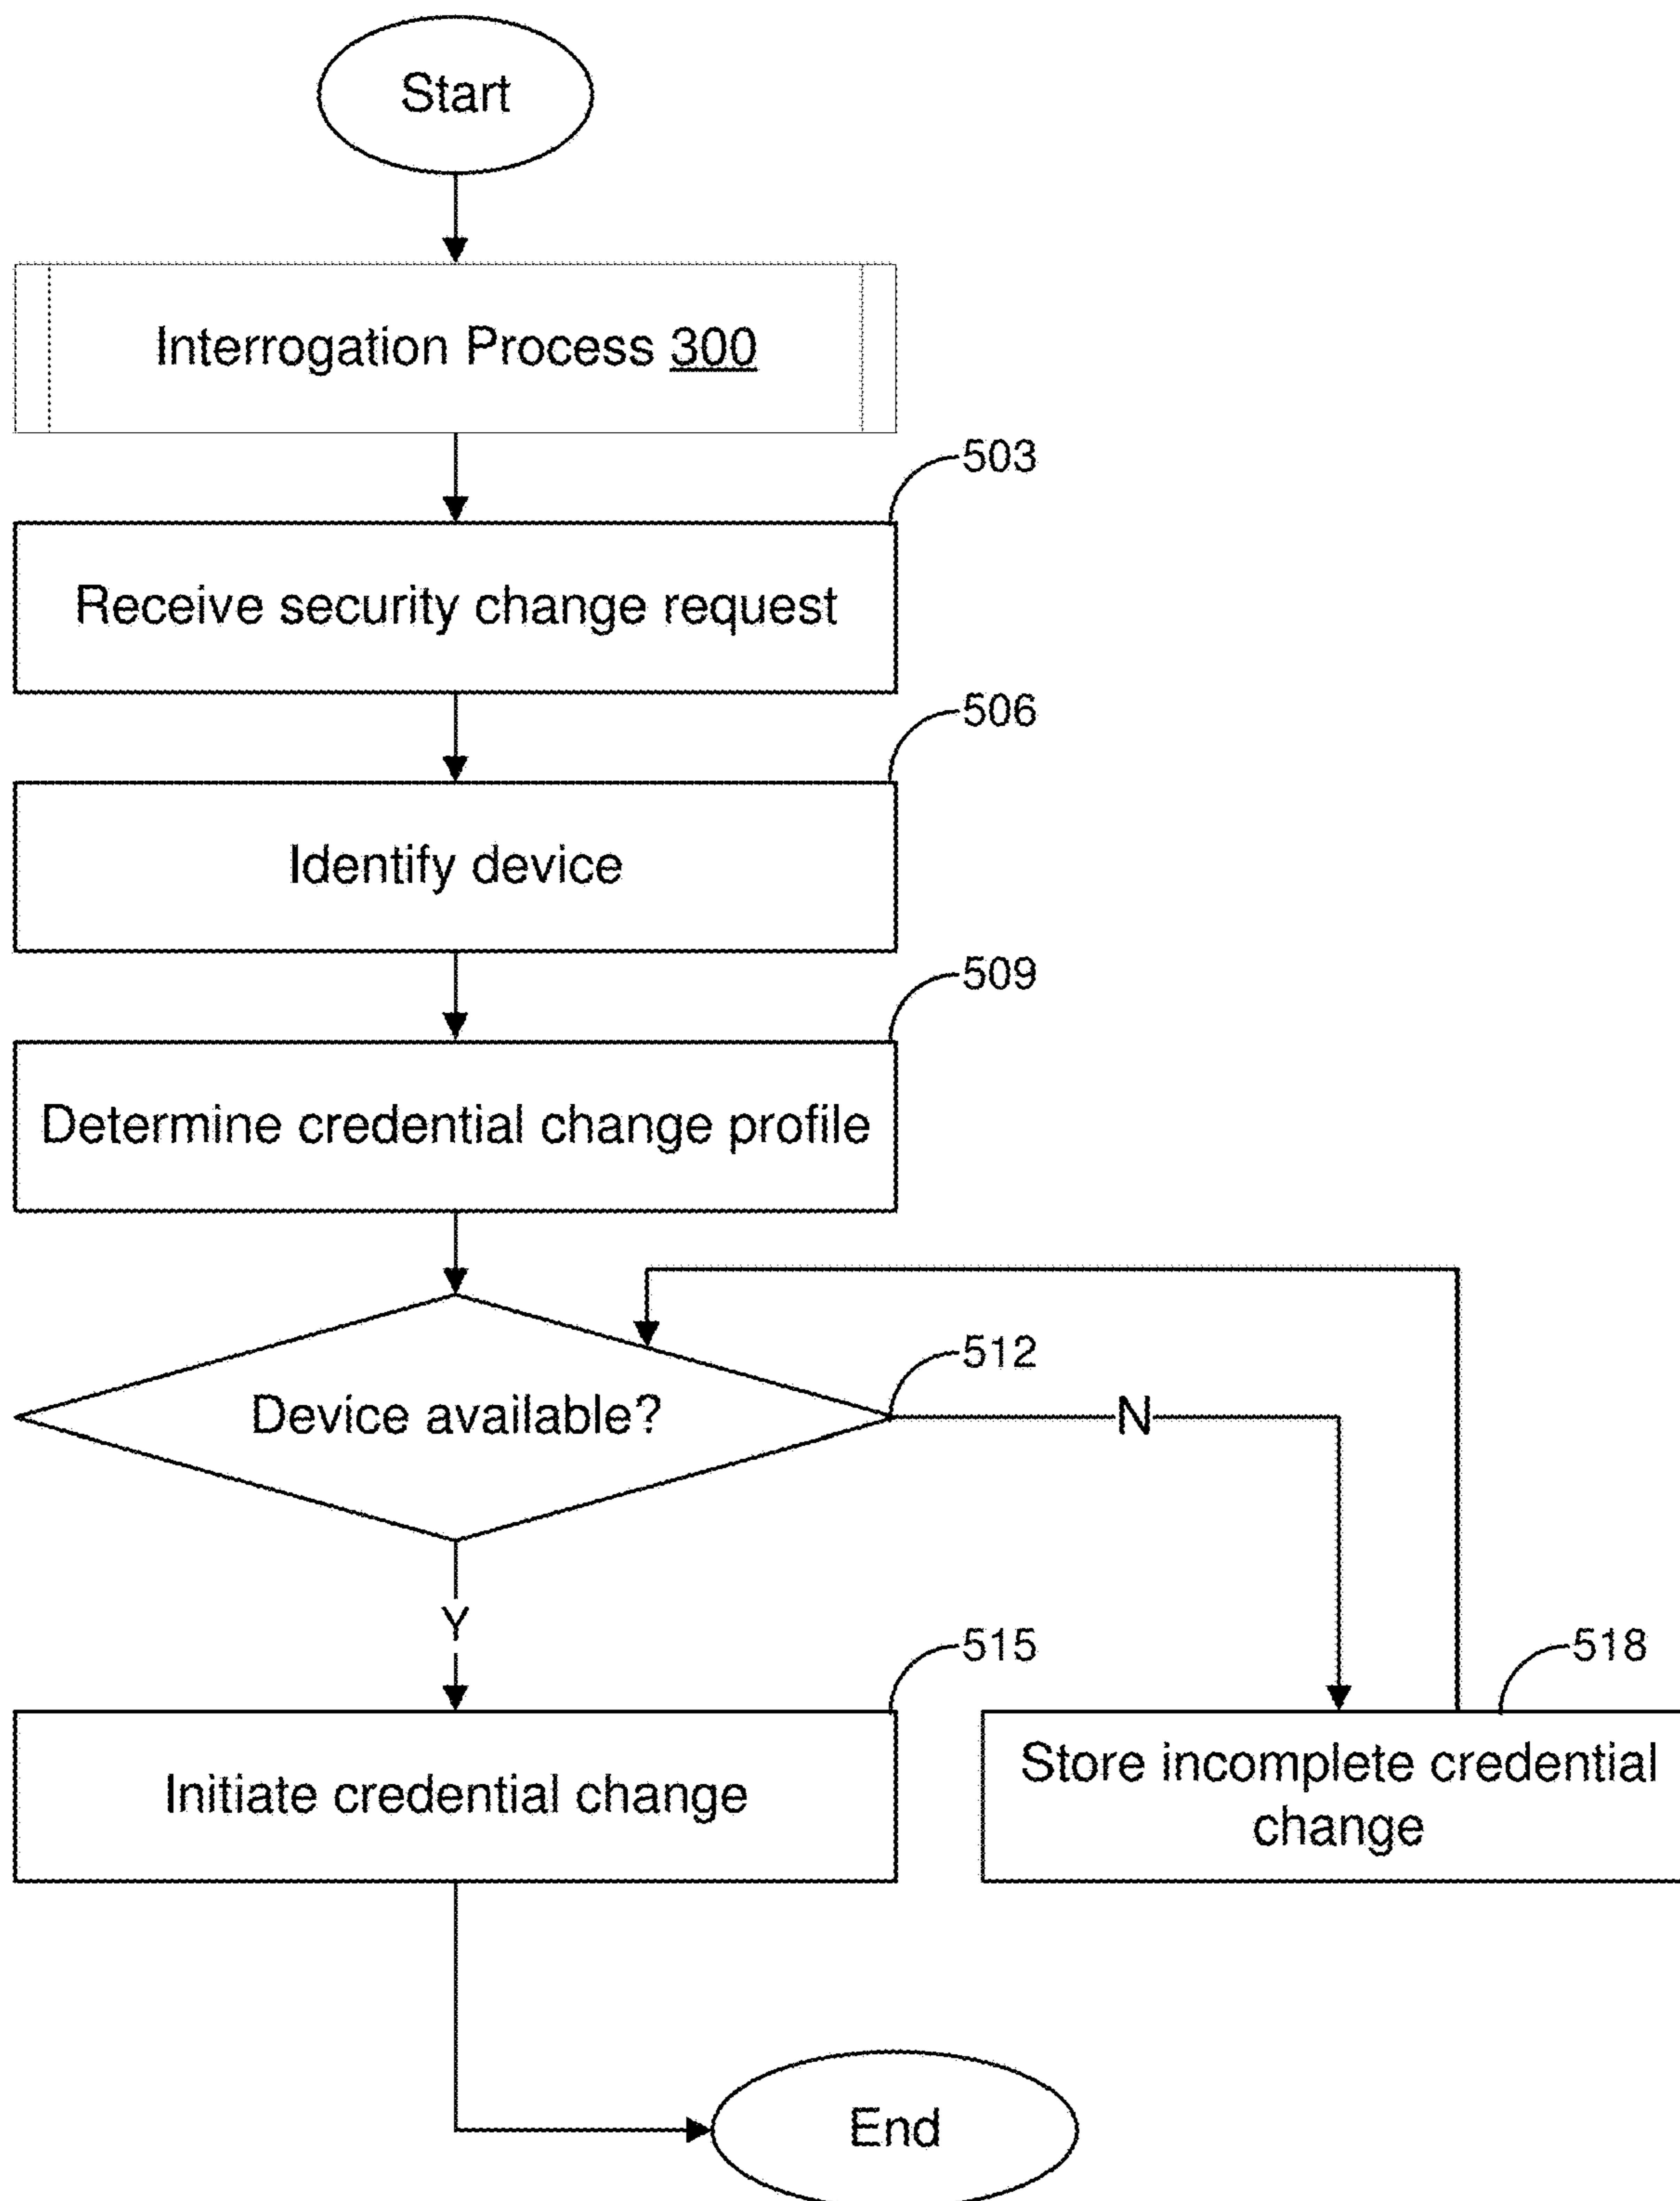 Start
Interrogation Process 300
503
Receive security change request
506
Identify device
509
Determine credential change profile
512
Device available?
N
Y
515
Initiate credential change
518
Store incomplete credential
change
End